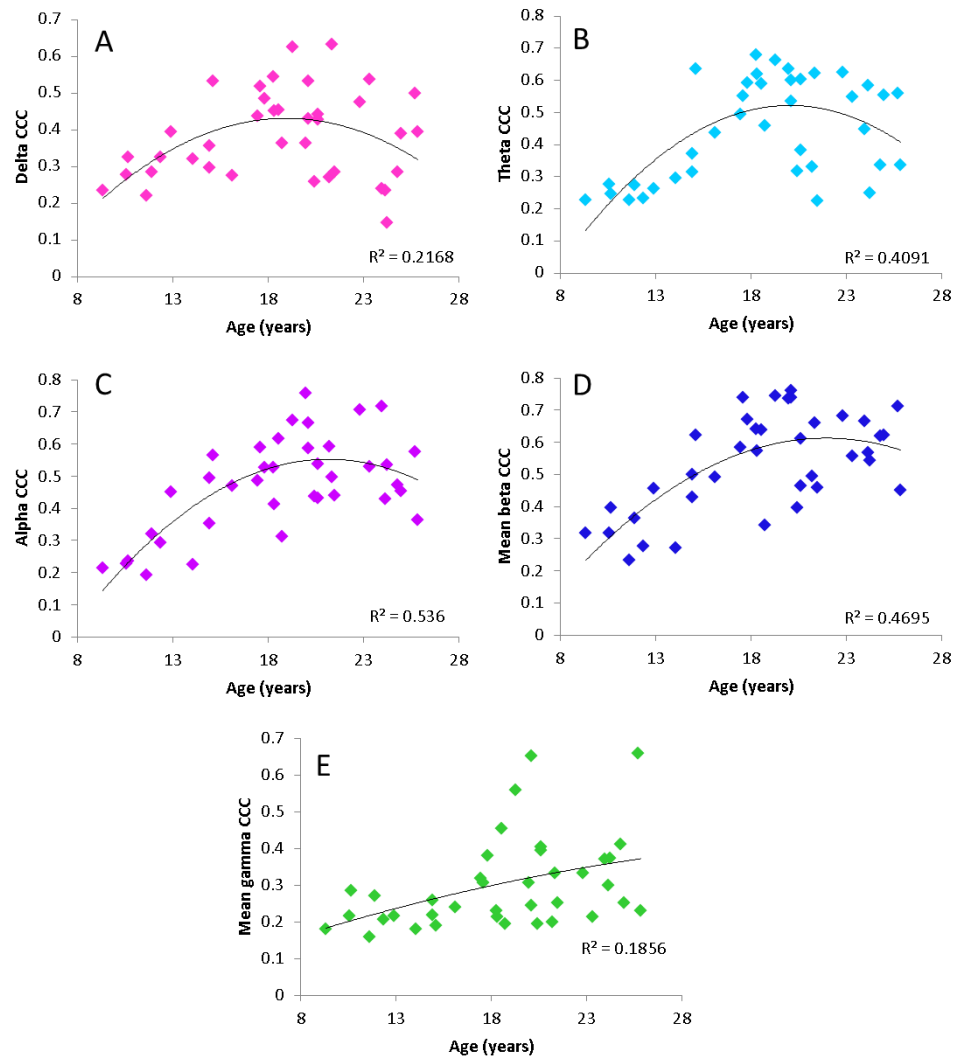 A
Delta CCC
0.7
0.6
0.5
0.4
0.3
0.2
0.1
0
R² = 0.2168
8 13 18 23 28
Age (years)
B
Theta CCC
0.8
0.7
0.6
0.5
0.4
0.3
0.2
0.1
0
R² = 0.4091
8 13 18 23 28
Age (years)
C
Alpha CCC
0.8
0.7
0.6
0.5
0.4
0.3
0.2
0.1
0
R² = 0.536
8 13 18 23 28
Age (years)
D
Mean beta CCC
0.8
0.7
0.6
0.5
0.4
0.3
0.2
0.1
0
R² = 0.4695
8 13 18 23 28
Age (years)
E
Mean gamma CCC
0.7
0.6
0.5
0.4
0.3
0.2
0.1
0
R² = 0.1856
8 13 18 23 28
Age (years)